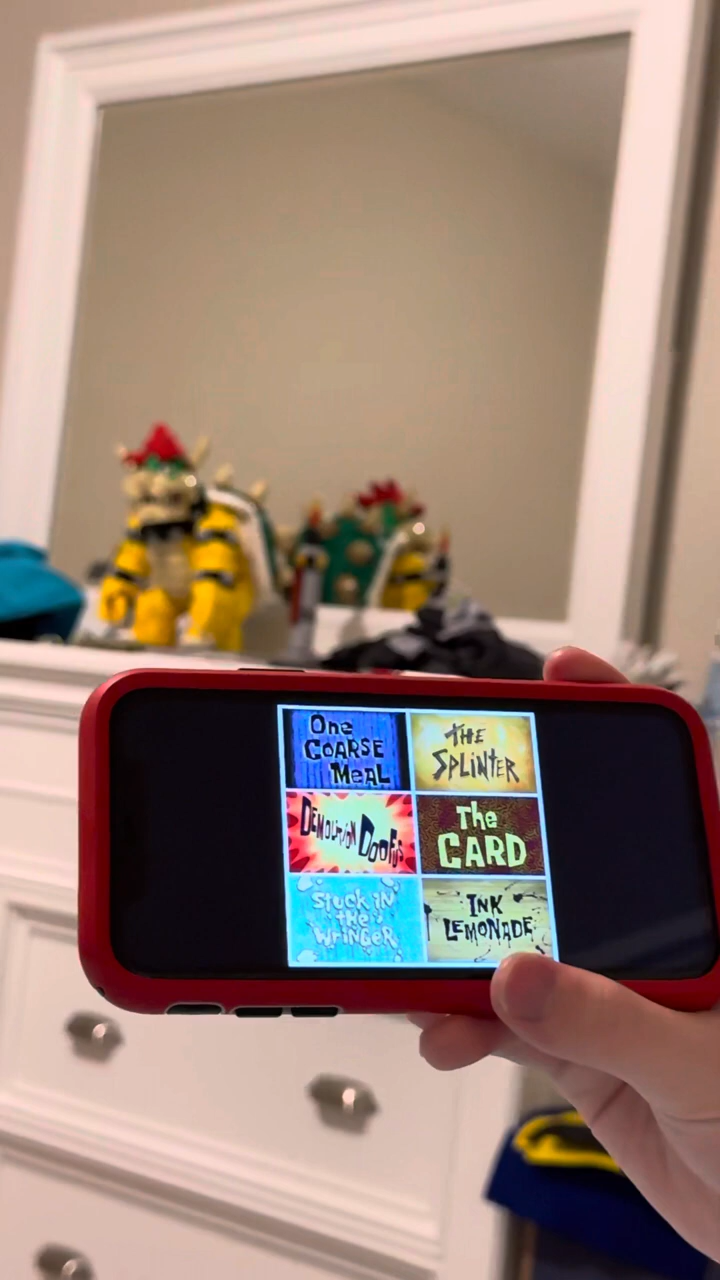 One
COARSE
MeAL
THE
SPLiNTER
DEMOLITION DOOFUS
The
CARD
STUCK iN
the
WRiNGER
INK
LEMONADE